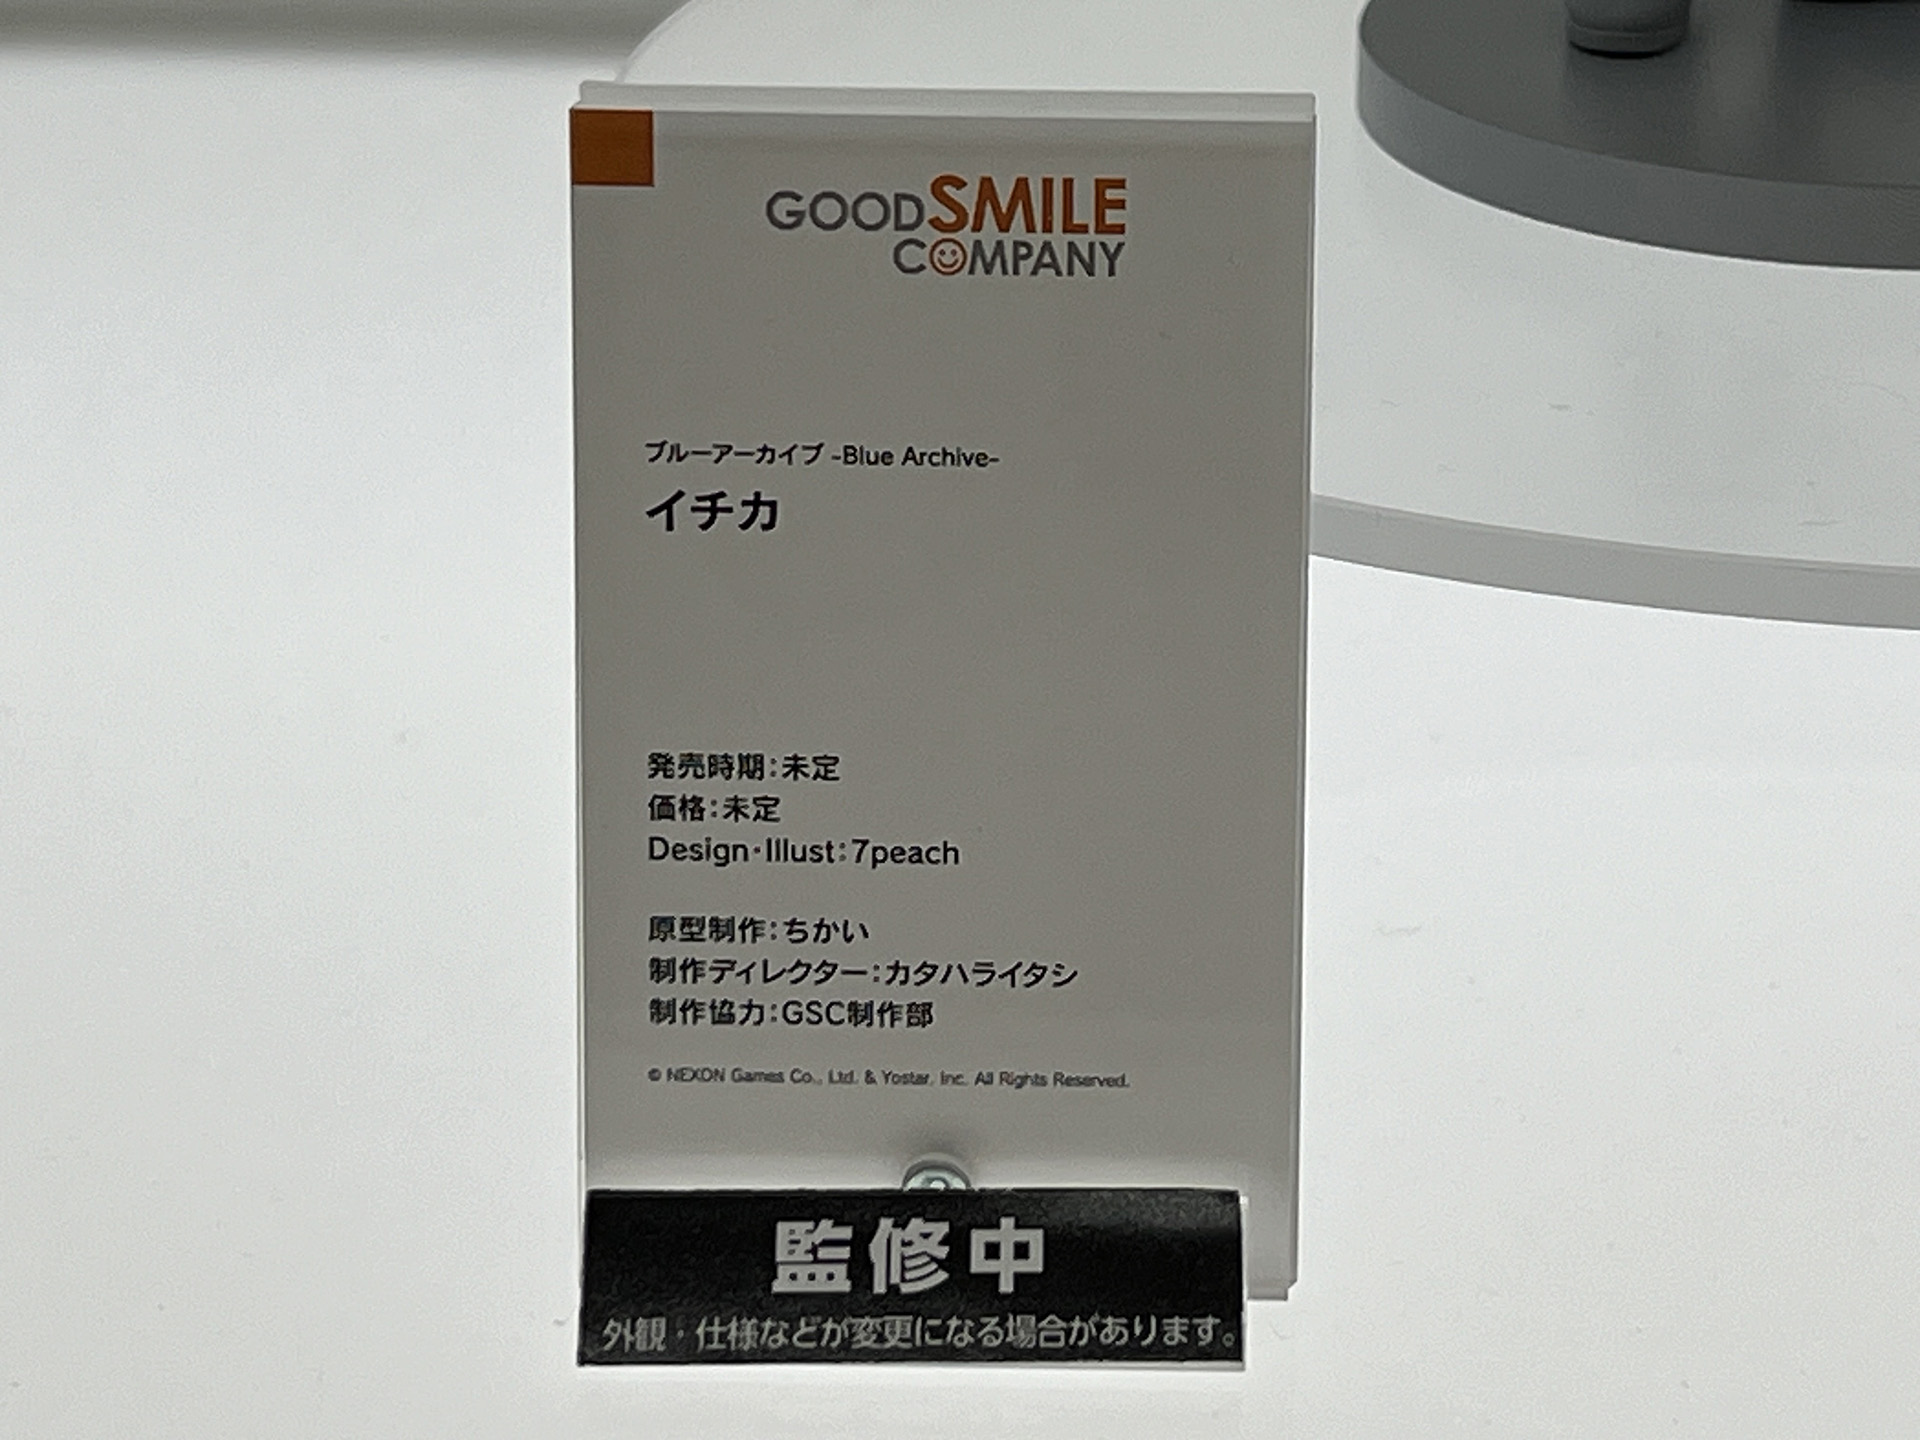 GOODSMILE
COMPANY
ブルーアーカイブ -Blue Archive-
イチカ
発売時期:未定
価格:未定
Design･Illust:7peach
原型制作:ちかい
制作ディレクター:カタハライタシ
制作協力:GSC制作部
© NEXON Games Co., Ltd. & Yostar, Inc. All Rights Reserved.
監修中
外観・仕様などが変更になる場合があります。